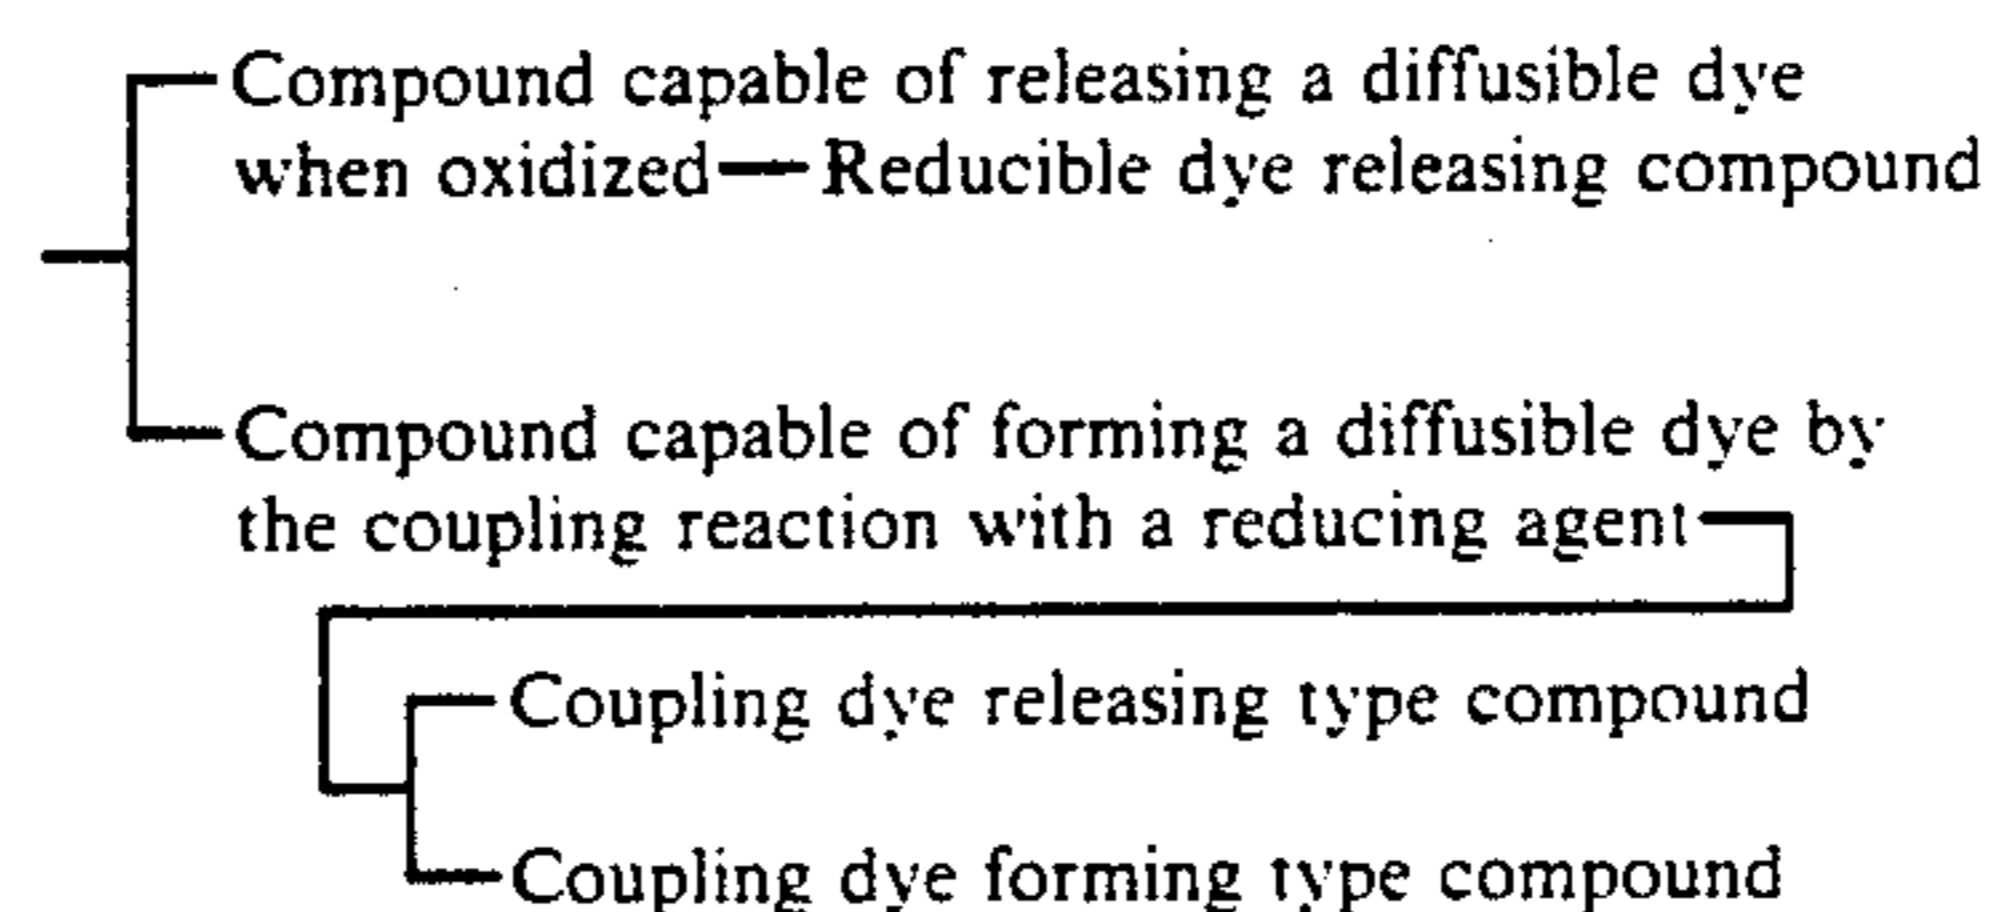 Compound capable of releasing a diffusible dye
when oxidized — Reducible dye releasing compound
Compound capable of forming a diffusible dye by
the coupling reaction with a reducing agent
Coupling dye releasing type compound
Coupling dye forming type compound